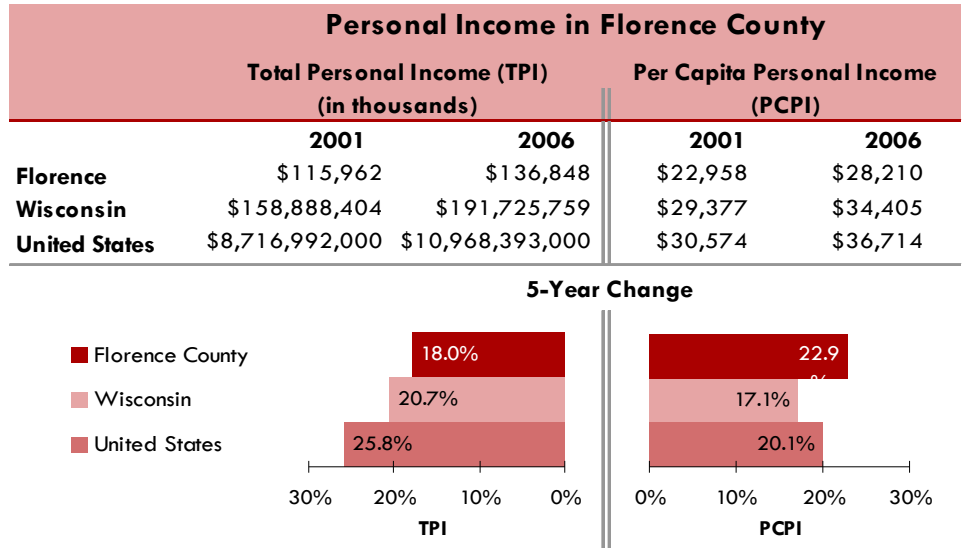 Personal Income in Florence County
Total Personal Income (TPI) Per Capita Personal Income
(in thousands) (PCPI)
2001 2006 2001 2006
Florence $115,962 $136,848 $22,958 $28,210
Wisconsin $158,888,404 $191,725,759 $29,377 $34,405
United States $8,716,992,000 $10,968,393,000 $30,574 $36,714
5-Year Change
Florence County 18.0% 22.9
%
Wisconsin 20.7% 17.1%
United States 25.8% 20.1%
30% 20% 10% 0% 0% 10% 20% 30%
TPI PCPI